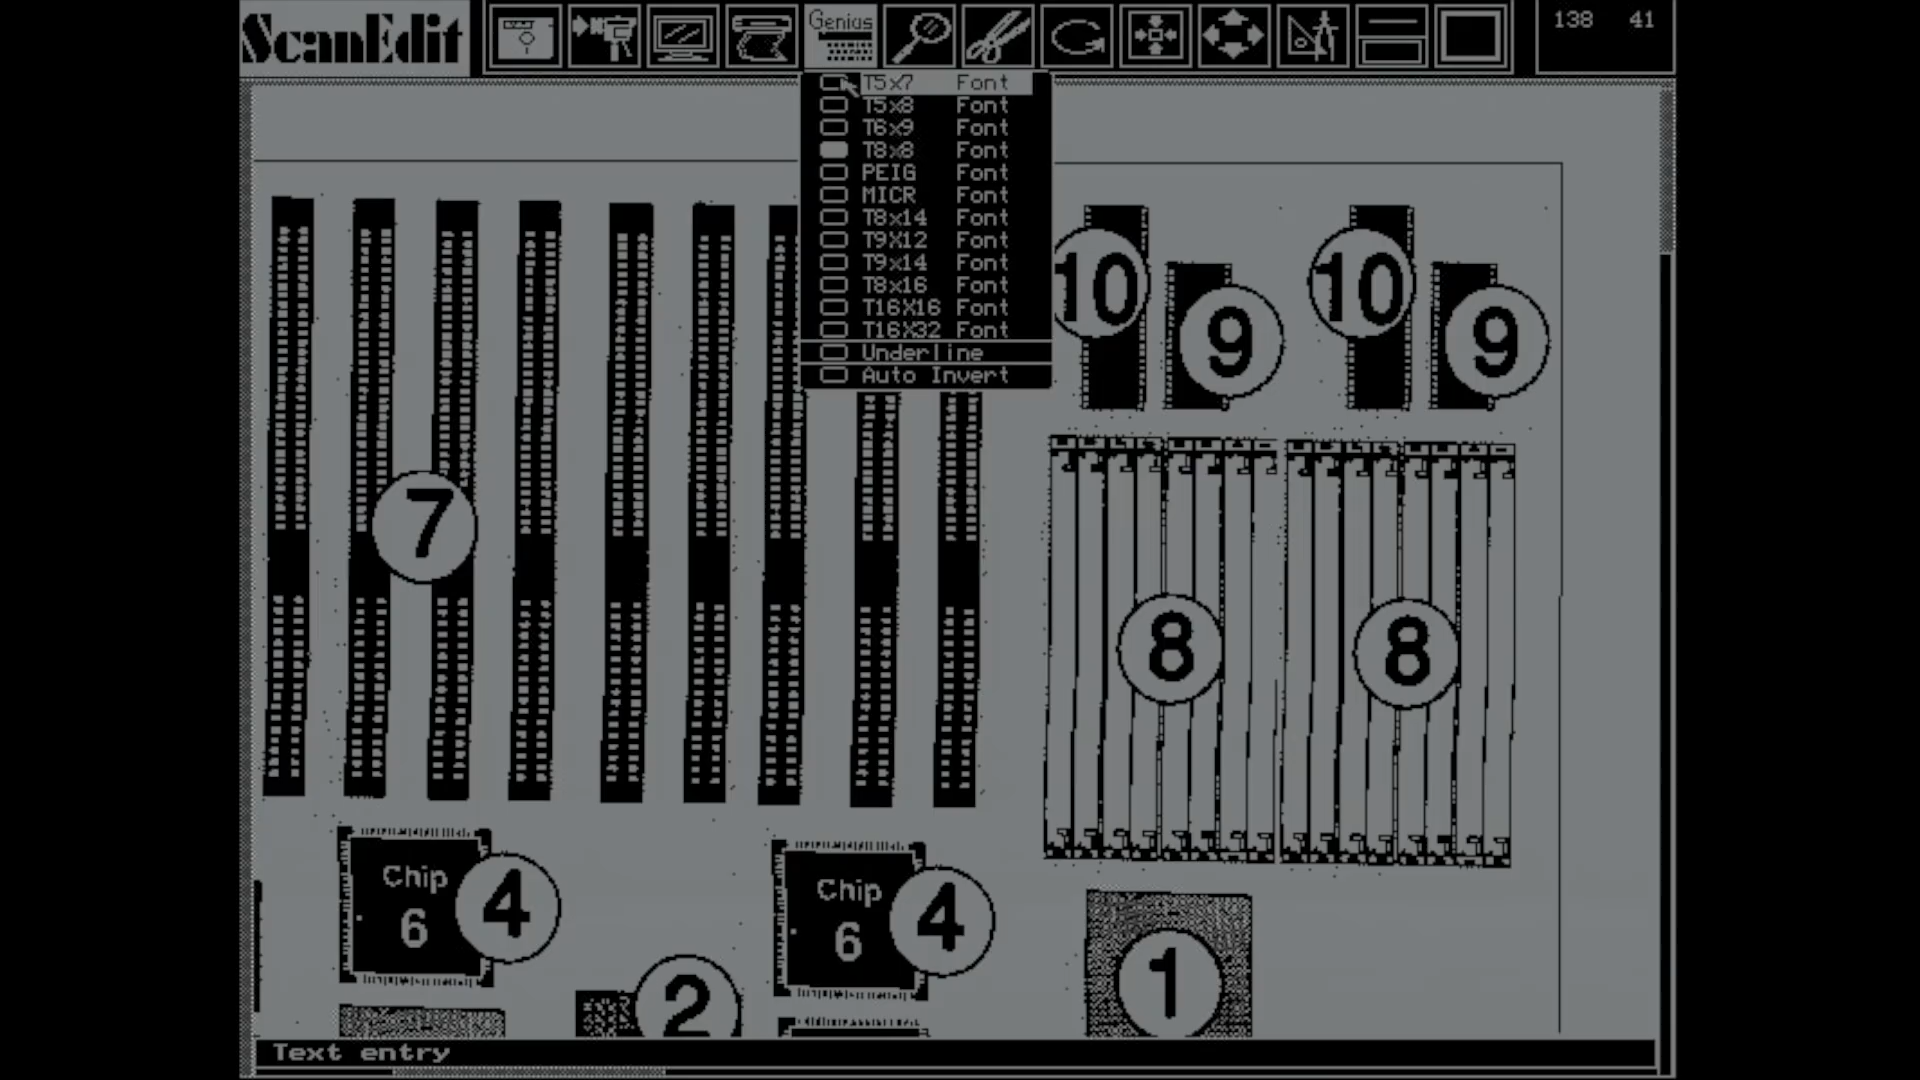 ScanEdit
Genius
138 41
T5x7 Font
T5x8 Font
T6x9 Font
T8x8 Font
PEIG Font
MICR Font
T8x14 Font
T9X12 Font
T9x14 Font
T8x16 Font
T16X16 Font
T16X32 Font
Underline
Auto Invert
10
10
9
9
7
8
8
Chip
6
4
Chip
6
4
2
1
Text entry